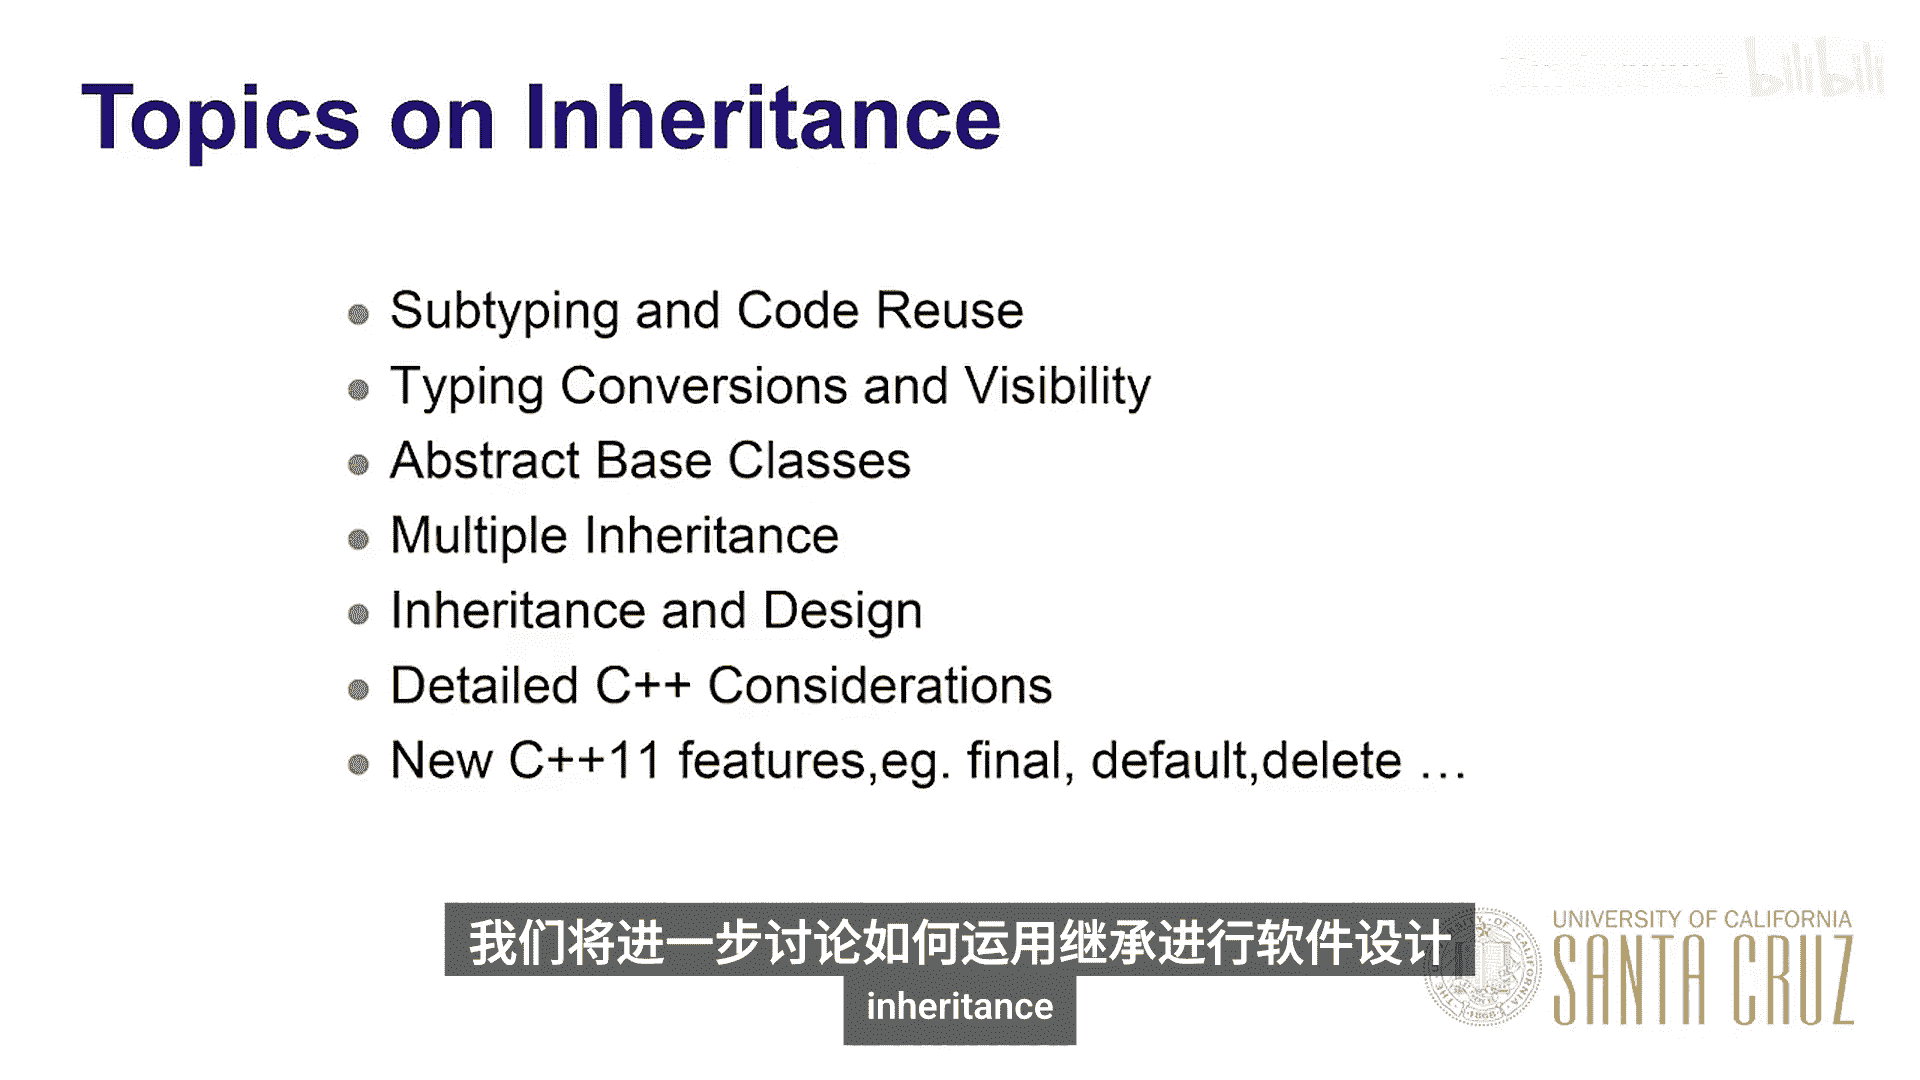 bilibili
Topics on Inheritance
Subtyping and Code Reuse
Typing Conversions and Visibility
Abstract Base Classes
Multiple Inheritance
Inheritance and Design
Detailed C++ Considerations
New C++11 features,eg. final, default,delete …
我们将进一步讨论如何运用继承进行软件设计
inheritance
UNIVERSITY OF CALIFORNIA
SANTA CRUZ